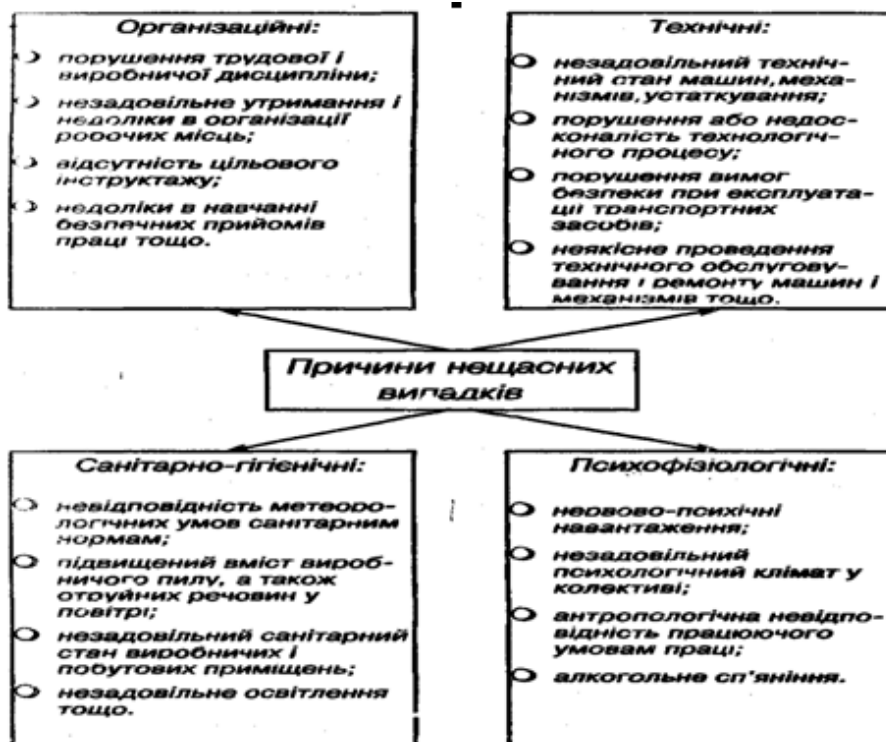 Організаційні:
порушення трудової і
виробничої дисципліни;
незадовільне утримання і
недоліки в організації
робочих місць;
відсутність цільового
інструктажу;
недоліки в навчанні
безпечних прийомів
праці тощо.
Технічні:
незадовільний техніч-
ний стан машин, меха-
нізмів, устаткування;
порушення або недос-
коналість технологіч-
ного процесу;
порушення вимог
безпеки при експлуата-
ції транспортних
засобів;
неякісне проведення
технічного обслугову-
вання і ремонту машин і
механізмів тощо.
Причини нещасних
випадків
Санітарно-гігієнічні:
невідповідність метеоро-
логічних умов санітарним
нормам;
підвищений вміст вироб-
ничого пилу, а також
отруйних речовин у
повітрі;
незадовільний санітарний
стан виробничих і
побутових приміщень;
незадовільне освітлення
тощо.
Психофізіологічні:
нервово-психічні
навантаження;
незадовільний
психологічний клімат у
колективі;
антропологічна невідпо-
відність працюючого
умовам праці;
алкогольне сп'яніння.